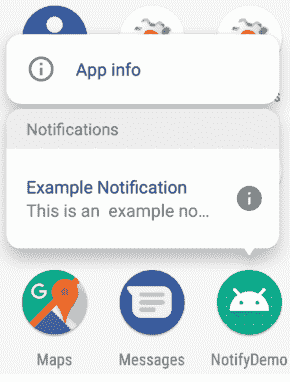 App info
Notifications
Example Notification
This is an example no...
Maps
Messages
NotifyDemo